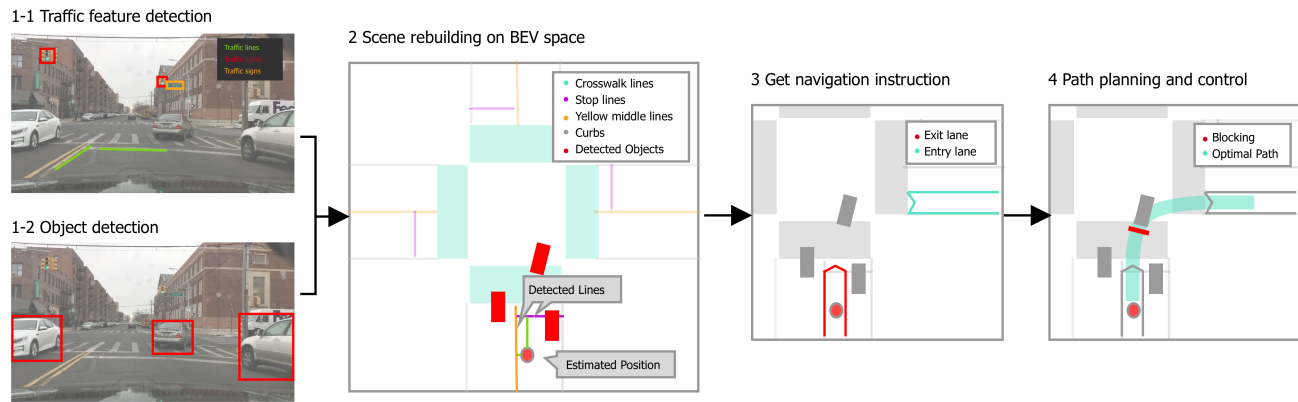 1-1 Traffic feature detection
Traffic lines
Traffic lights
Traffic signs
1-2 Object detection
2 Scene rebuilding on BEV space
Crosswalk lines
Stop lines
Yellow middle lines
Curbs
Detected Objects
Detected Lines
Estimated Position
3 Get navigation instruction
Exit lane
Entry lane
4 Path planning and control
Blocking
Optimal Path